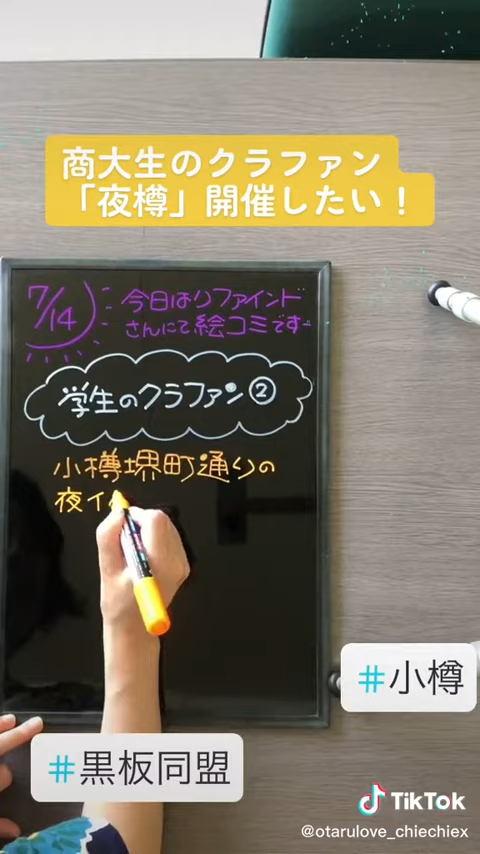 商大生のクラファン
「夜樽」開催したい！
7/14
今日はリファインド
さんにて絵コミです
学生のクラファン②
小樽堺町通りの
夜イ
#小樽
#黒板同盟
TikTok
@otarulove_chiechiex